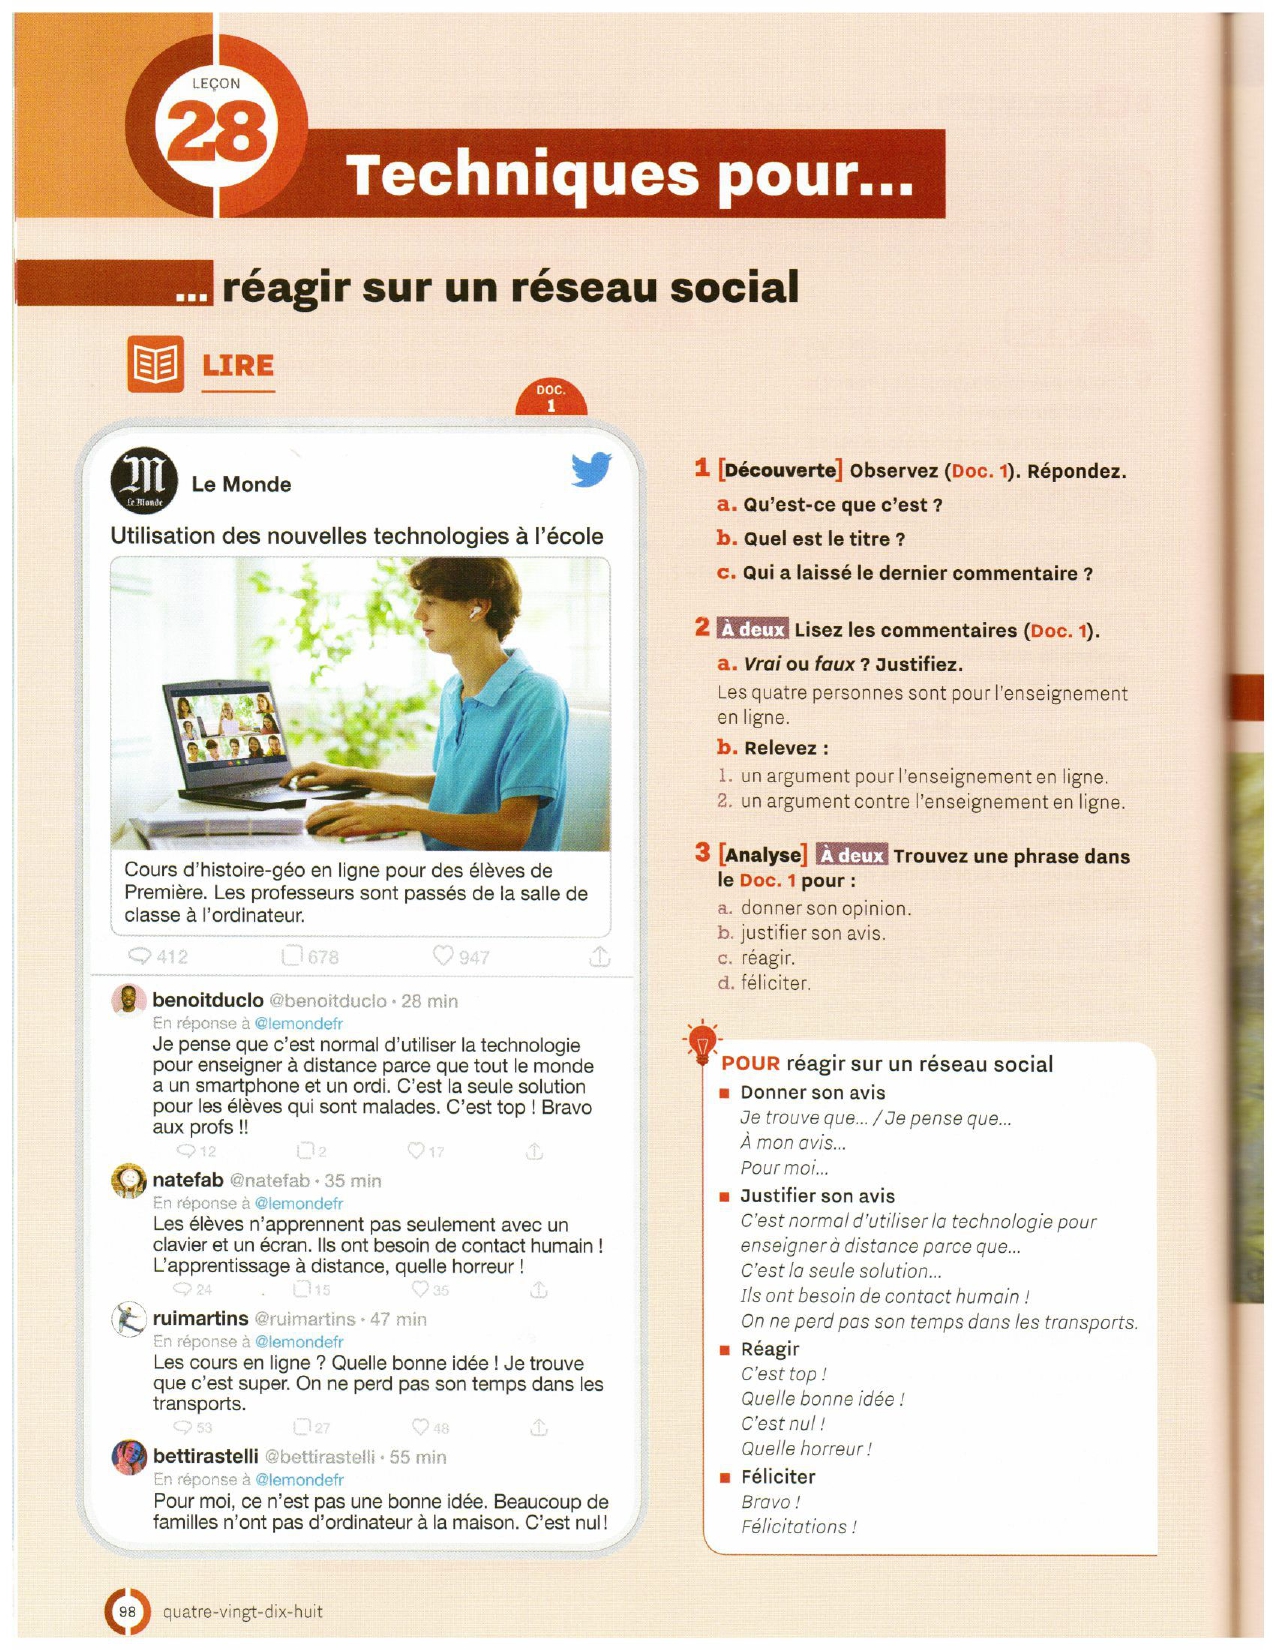 LEÇON
28
Techniques pour...
... réagir sur un réseau social
LIRE
DOC.
1
M
Le Monde
Le Monde
Utilisation des nouvelles technologies à l'école
Cours d'histoire-géo en ligne pour des élèves de
Première. Les professeurs sont passés de la salle de
classe à l'ordinateur.
412 678 947
benoitduclo @benoitduclo • 28 min
En réponse à @lemondefr
Je pense que c'est normal d'utiliser la technologie
pour enseigner à distance parce que tout le monde
a un smartphone et un ordi. C'est la seule solution
pour les élèves qui sont malades. C'est top ! Bravo
aux profs !!
12 2 17
natefab @natefab • 35 min
En réponse à @lemondefr
Les élèves n'apprennent pas seulement avec un
clavier et un écran. Ils ont besoin de contact humain !
L'apprentissage à distance, quelle horreur !
24 15 35
ruimartins @ruimartins • 47 min
En réponse à @lemondefr
Les cours en ligne ? Quelle bonne idée ! Je trouve
que c'est super. On ne perd pas son temps dans les
transports.
53 27 46
bettirastelli @bettirastelli • 55 min
En réponse à @lemondefr
Pour moi, ce n'est pas une bonne idée. Beaucoup de
familles n'ont pas d'ordinateur à la maison. C'est nul!
1 [Découverte] Observez (Doc. 1). Répondez.
a. Qu'est-ce que c'est ?
b. Quel est le titre ?
c. Qui a laissé le dernier commentaire ?
2 À deux Lisez les commentaires (Doc. 1).
a. Vrai ou faux ? Justifiez.
Les quatre personnes sont pour l'enseignement
en ligne.
b. Relevez :
1. un argument pour l'enseignement en ligne.
2. un argument contre l'enseignement en ligne.
3 [Analyse] À deux Trouvez une phrase dans
le Doc. 1 pour :
a. donner son opinion.
b. justifier son avis.
c. réagir.
d. féliciter.
POUR réagir sur un réseau social
■ Donner son avis
Je trouve que... / Je pense que...
À mon avis...
Pour moi...
■ Justifier son avis
C'est normal d'utiliser la technologie pour
enseigner à distance parce que...
C'est la seule solution...
Ils ont besoin de contact humain !
On ne perd pas son temps dans les transports.
■ Réagir
C'est top !
Quelle bonne idée !
C'est nul !
Quelle horreur !
■ Féliciter
Bravo !
Félicitations !
98 quatre-vingt-dix-huit